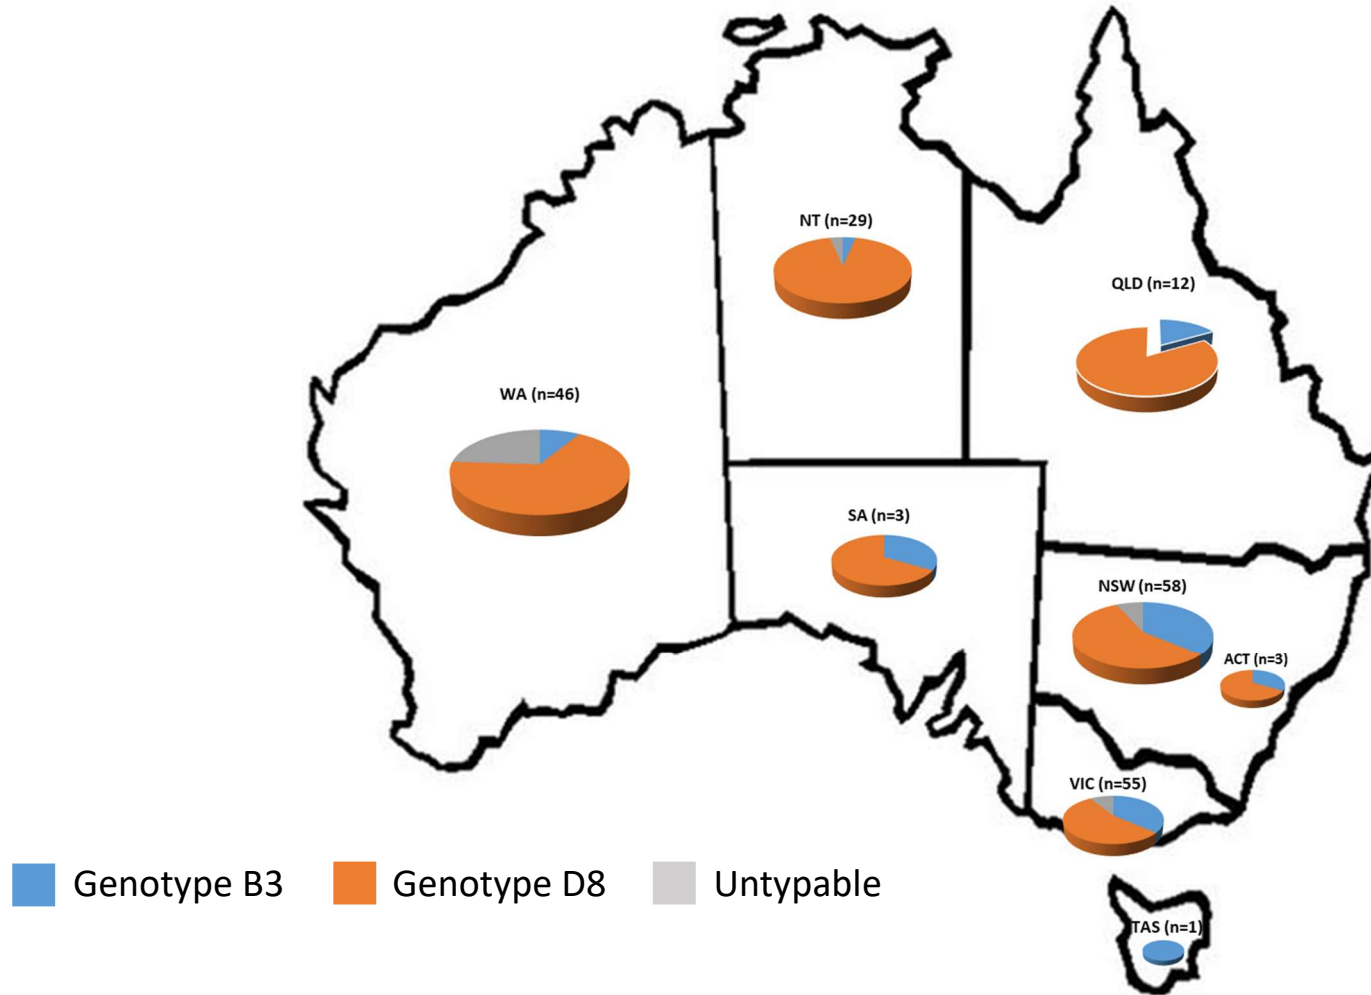 NT (n=29)
QLD (n=12)
WA (n=46)
SA (n=3)
NSW (n=58)
ACT (n=3)
VIC (n=55)
Genotype B3
Genotype D8
Untypable
TAS (n=1)